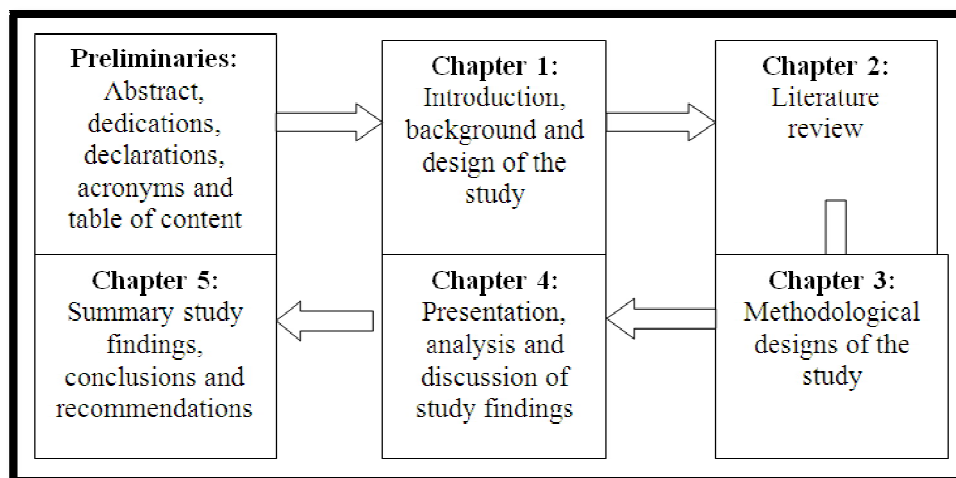 Preliminaries:
Abstract,
dedications,
declarations,
acronyms and
table of content
Chapter 1:
Introduction,
background and
design of the
study
Chapter 2:
Literature
review
Chapter 3:
Methodological
designs of the
study
Chapter 4:
Presentation,
analysis and
discussion of
study findings
Chapter 5:
Summary study
findings,
conclusions and
recommendations